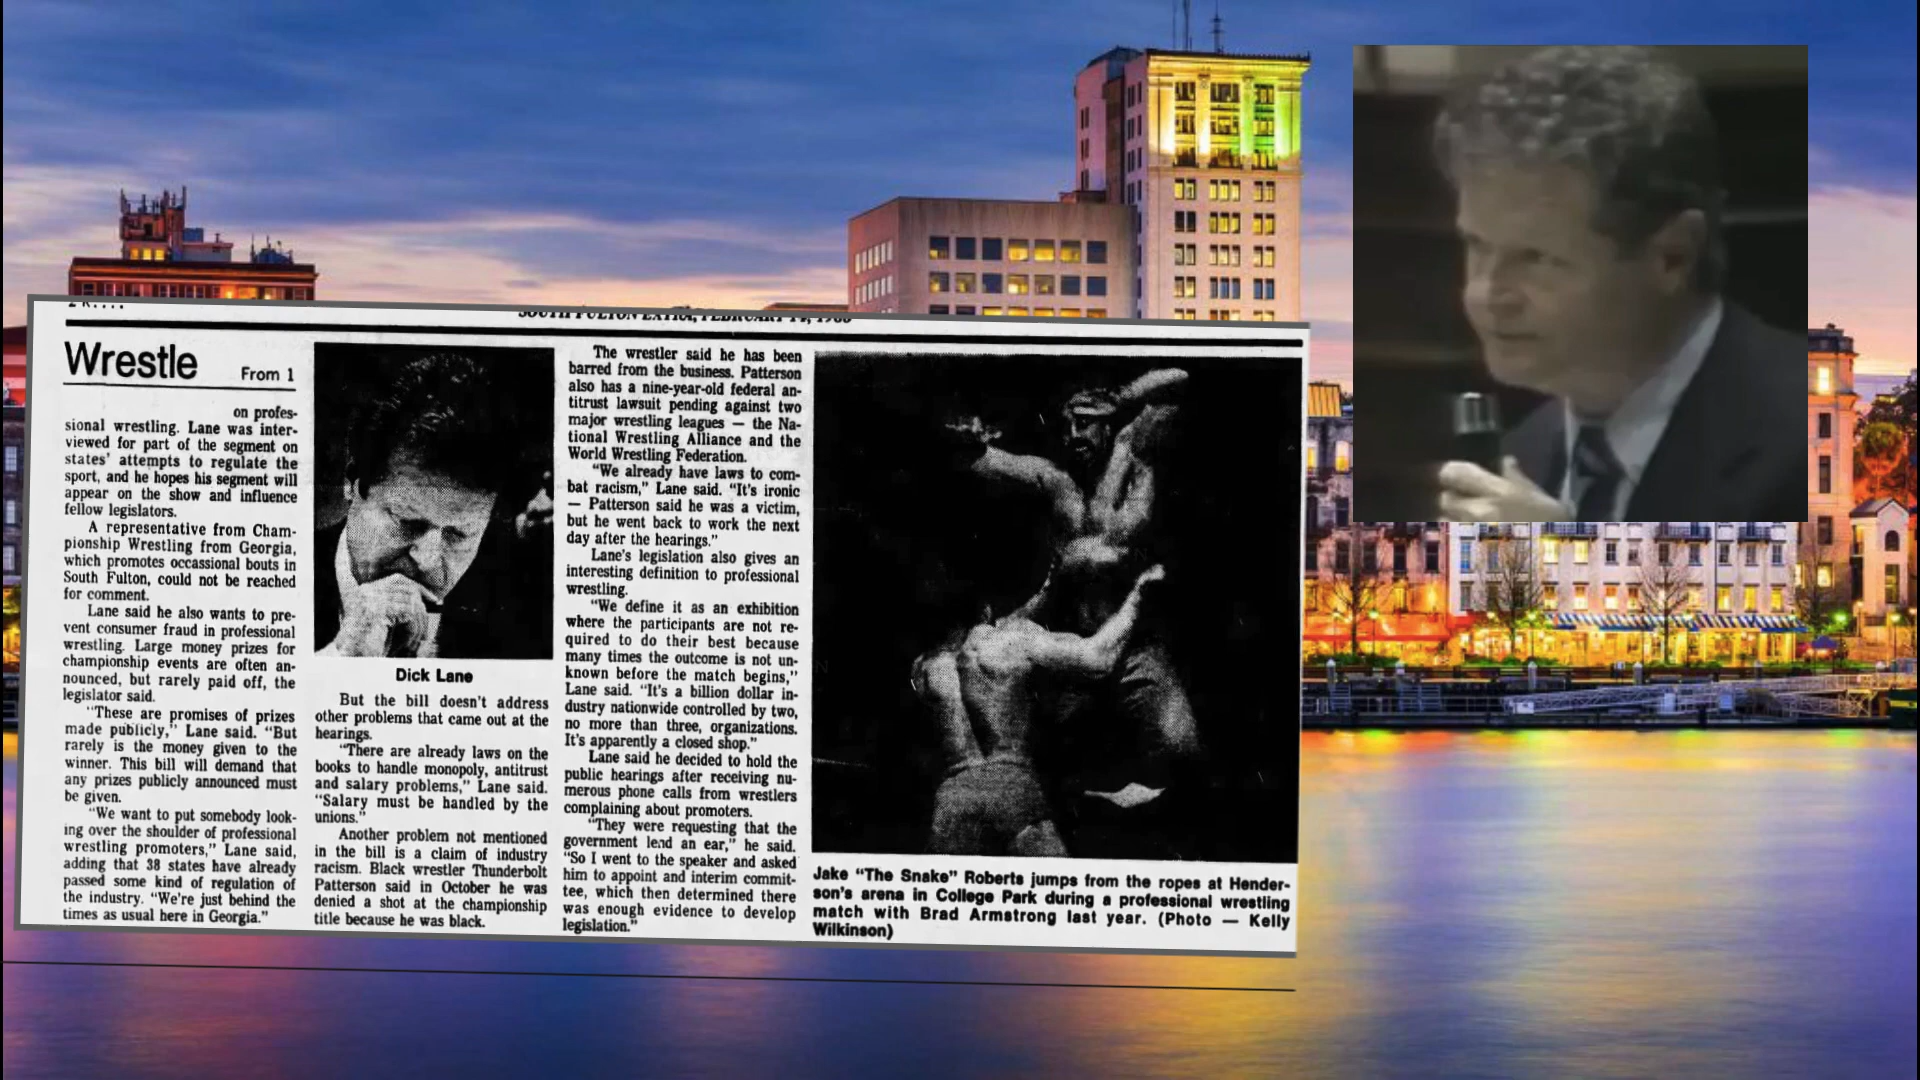 SOUTH FULTON EXTRA, FEBRUARY 14, 1985
Wrestle From 1
on profes-
sional wrestling. Lane was inter-
viewed for part of the segment on
states' attempts to regulate the
sport, and he hopes his segment will
appear on the show and influence
fellow legislators.
A representative from Cham-
pionship Wrestling from Georgia,
which promotes occassional bouts in
South Fulton, could not be reached
for comment.
Lane said he also wants to pre-
vent consumer fraud in professional
wrestling. Large money prizes for
championship events are often an-
nounced, but rarely paid off, the
legislator said.
"These are promises of prizes
made publicly," Lane said. "But
rarely is the money given to the
winner. This bill will demand that
any prizes publicly announced must
be given.
"We want to put somebody look-
ing over the shoulder of professional
wrestling promoters," Lane said,
adding that 38 states have already
passed some kind of regulation of
the industry. "We're just behind the
times as usual here in Georgia."
Dick Lane
But the bill doesn't address
other problems that came out at the
hearings.
"There are already laws on the
books to handle monopoly, antitrust
and salary problems," Lane said.
"Salary must be handled by the
unions."
Another problem not mentioned
in the bill is a claim of industry
racism. Black wrestler Thunderbolt
Patterson said in October he was
denied a shot at the championship
title because he was black.
The wrestler said he has been
barred from the business. Patterson
also has a nine-year-old federal an-
titrust lawsuit pending against two
major wrestling leagues — the Na-
tional Wrestling Alliance and the
World Wrestling Federation.
"We already have laws to com-
bat racism," Lane said. "It's ironic
— Patterson said he was a victim,
but he went back to work the next
day after the hearings."
Lane's legislation also gives an
interesting definition to professional
wrestling.
"We define it as an exhibition
where the participants are not re-
quired to do their best because
many times the outcome is not un-
known before the match begins,"
Lane said. "It's a billion dollar in-
dustry nationwide controlled by two,
no more than three, organizations.
It's apparently a closed shop."
Lane said he decided to hold the
public hearings after receiving nu-
merous phone calls from wrestlers
complaining about promoters.
"They were requesting that the
government lend an ear," he said.
"So I went to the speaker and asked
him to appoint and interim commit-
tee, which then determined there
was enough evidence to develop
legislation."
Jake "The Snake" Roberts jumps from the ropes at Hender-
son's arena in College Park during a professional wrestling
match with Brad Armstrong last year. (Photo — Kelly
Wilkinson)